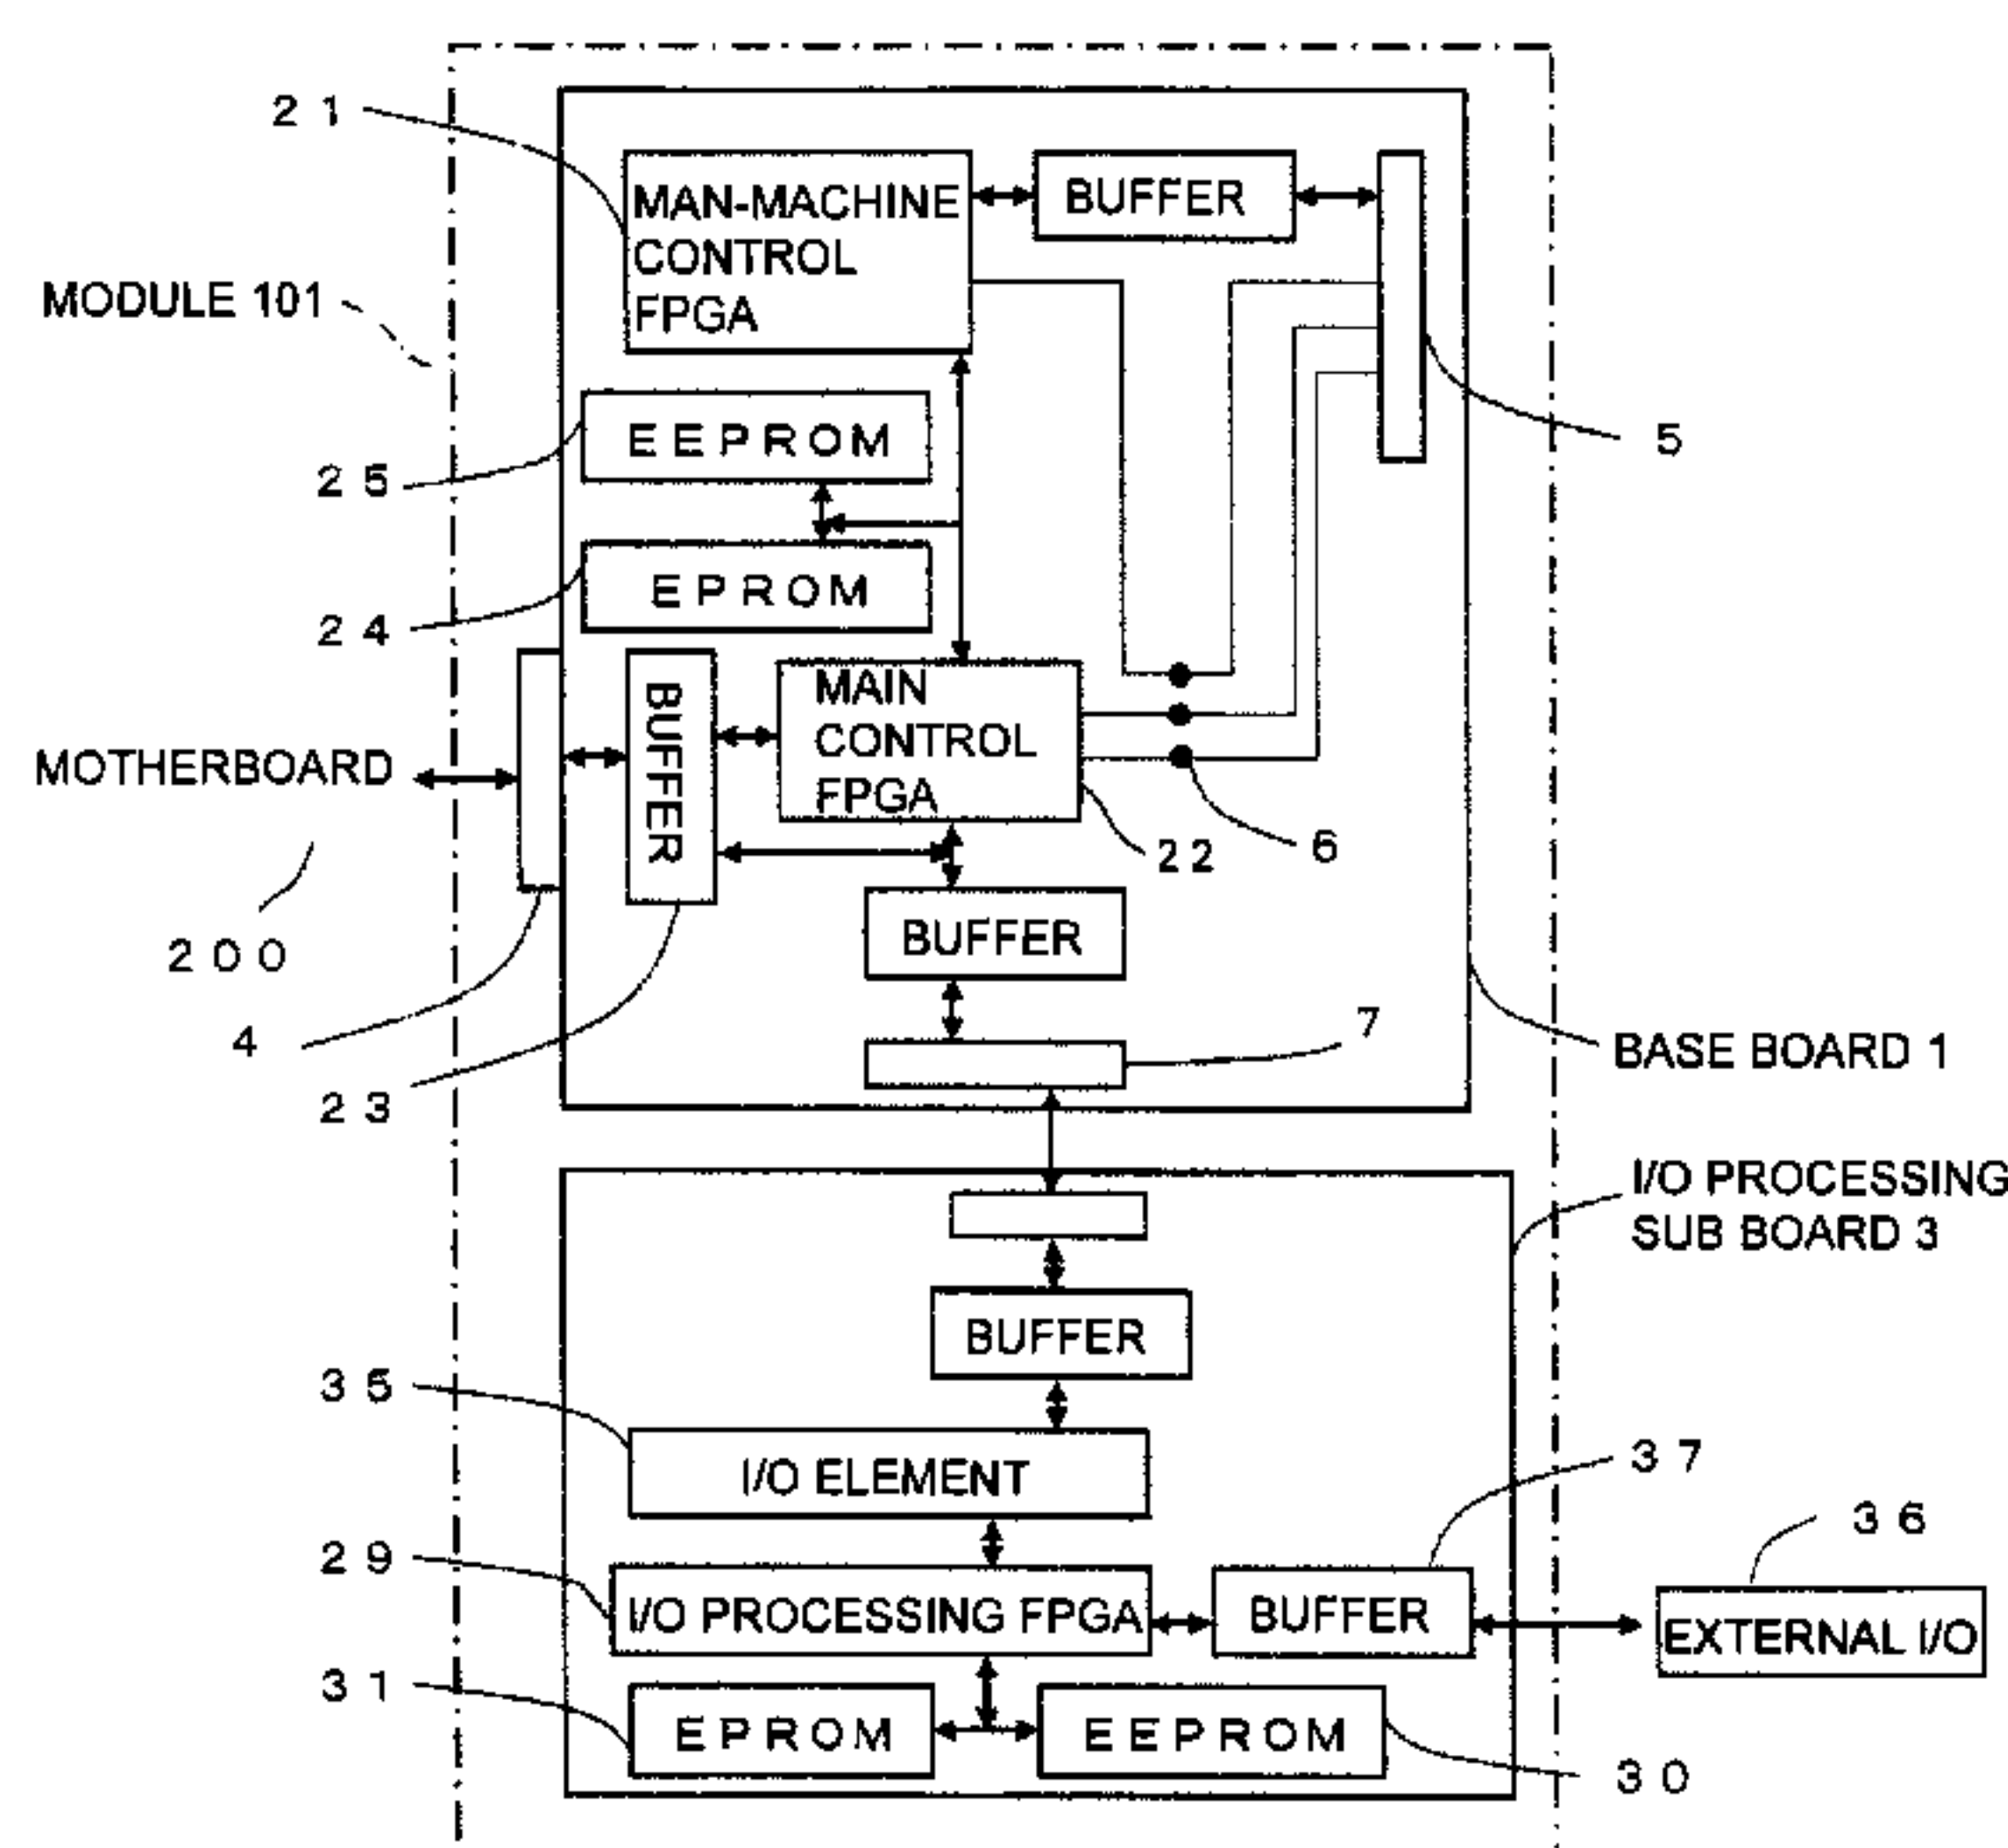 21
MAN-MACHINE
CONTROL
FPGA
BUFFER
MODULE 101
EEPROM
25
5
EPROM
24
BUFFER
MAIN
CONTROL
FPGA
MOTHERBOARD
22
6
200
BUFFER
4
7
23
BASE BOARD 1
I/O PROCESSING
SUB BOARD 3
BUFFER
35
I/O ELEMENT
37
36
29
I/O PROCESSING FPGA
BUFFER
EXTERNAL I/O
31
EPROM
EEPROM
30